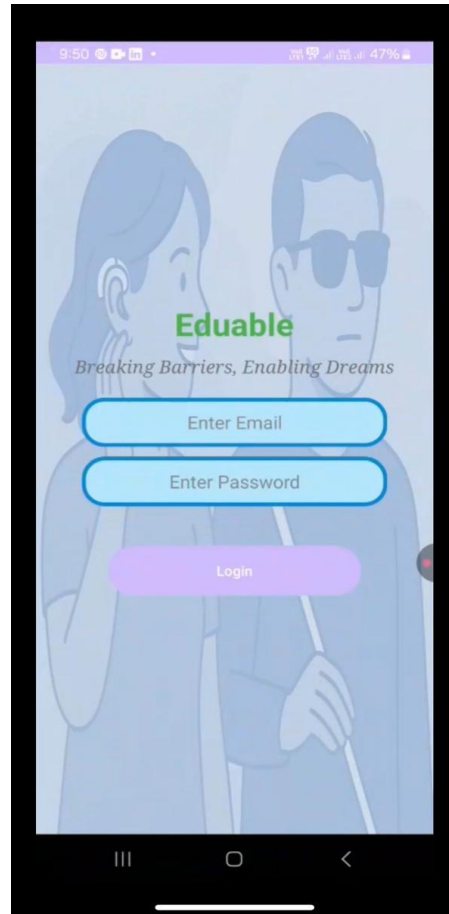 9:50
47%
Eduable
Breaking Barriers, Enabling Dreams
Enter Email
Enter Password
Login